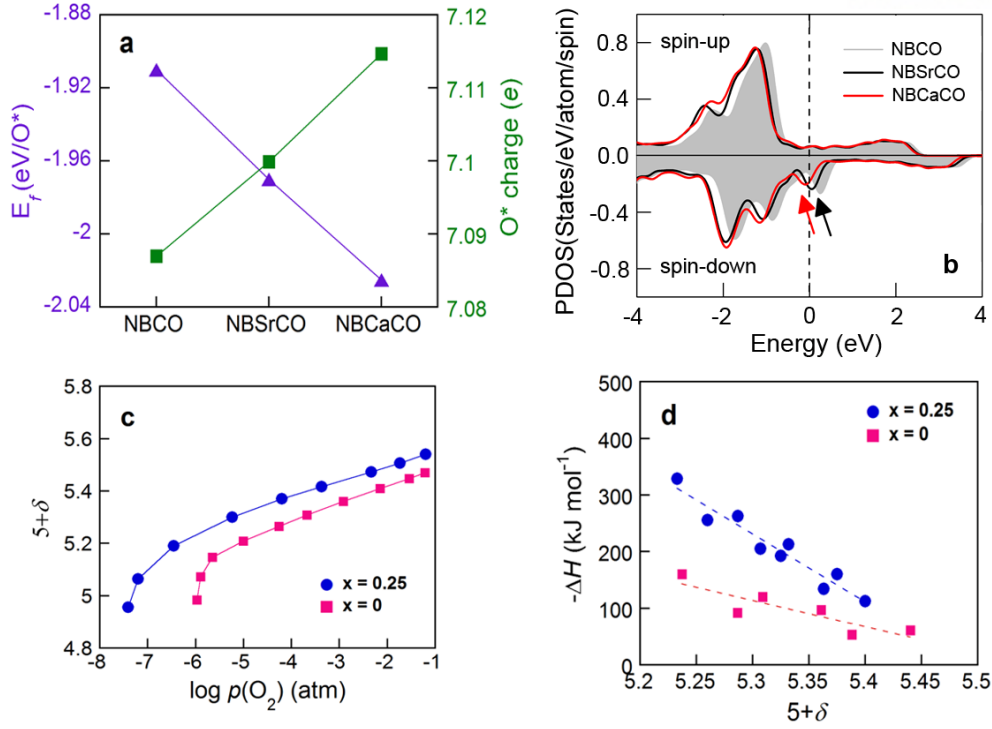 a
-1.88
-1.92
-1.96
-2
-2.04
E_f (eV/O*)
7.12
7.11
7.1
7.09
7.08
O* charge (e)
NBCO NBSrCO NBCaCO
b
spin-up
NBCO
NBSrCO
NBCaCO
spin-down
PDOS(States/eV/atom/spin)
0.8
0.4
0.0
-0.4
-0.8
-4 -2 0 2 4
Energy (eV)
c
5.8
5.6
5.4
5.2
5
4.8
5+δ
x = 0.25
x = 0
-8 -7 -6 -5 -4 -3 -2 -1
log p(O₂) (atm)
d
x = 0.25
x = 0
500
400
300
200
100
0
-ΔH (kJ mol⁻¹)
5.2 5.25 5.3 5.35 5.4 5.45 5.5
5+δ